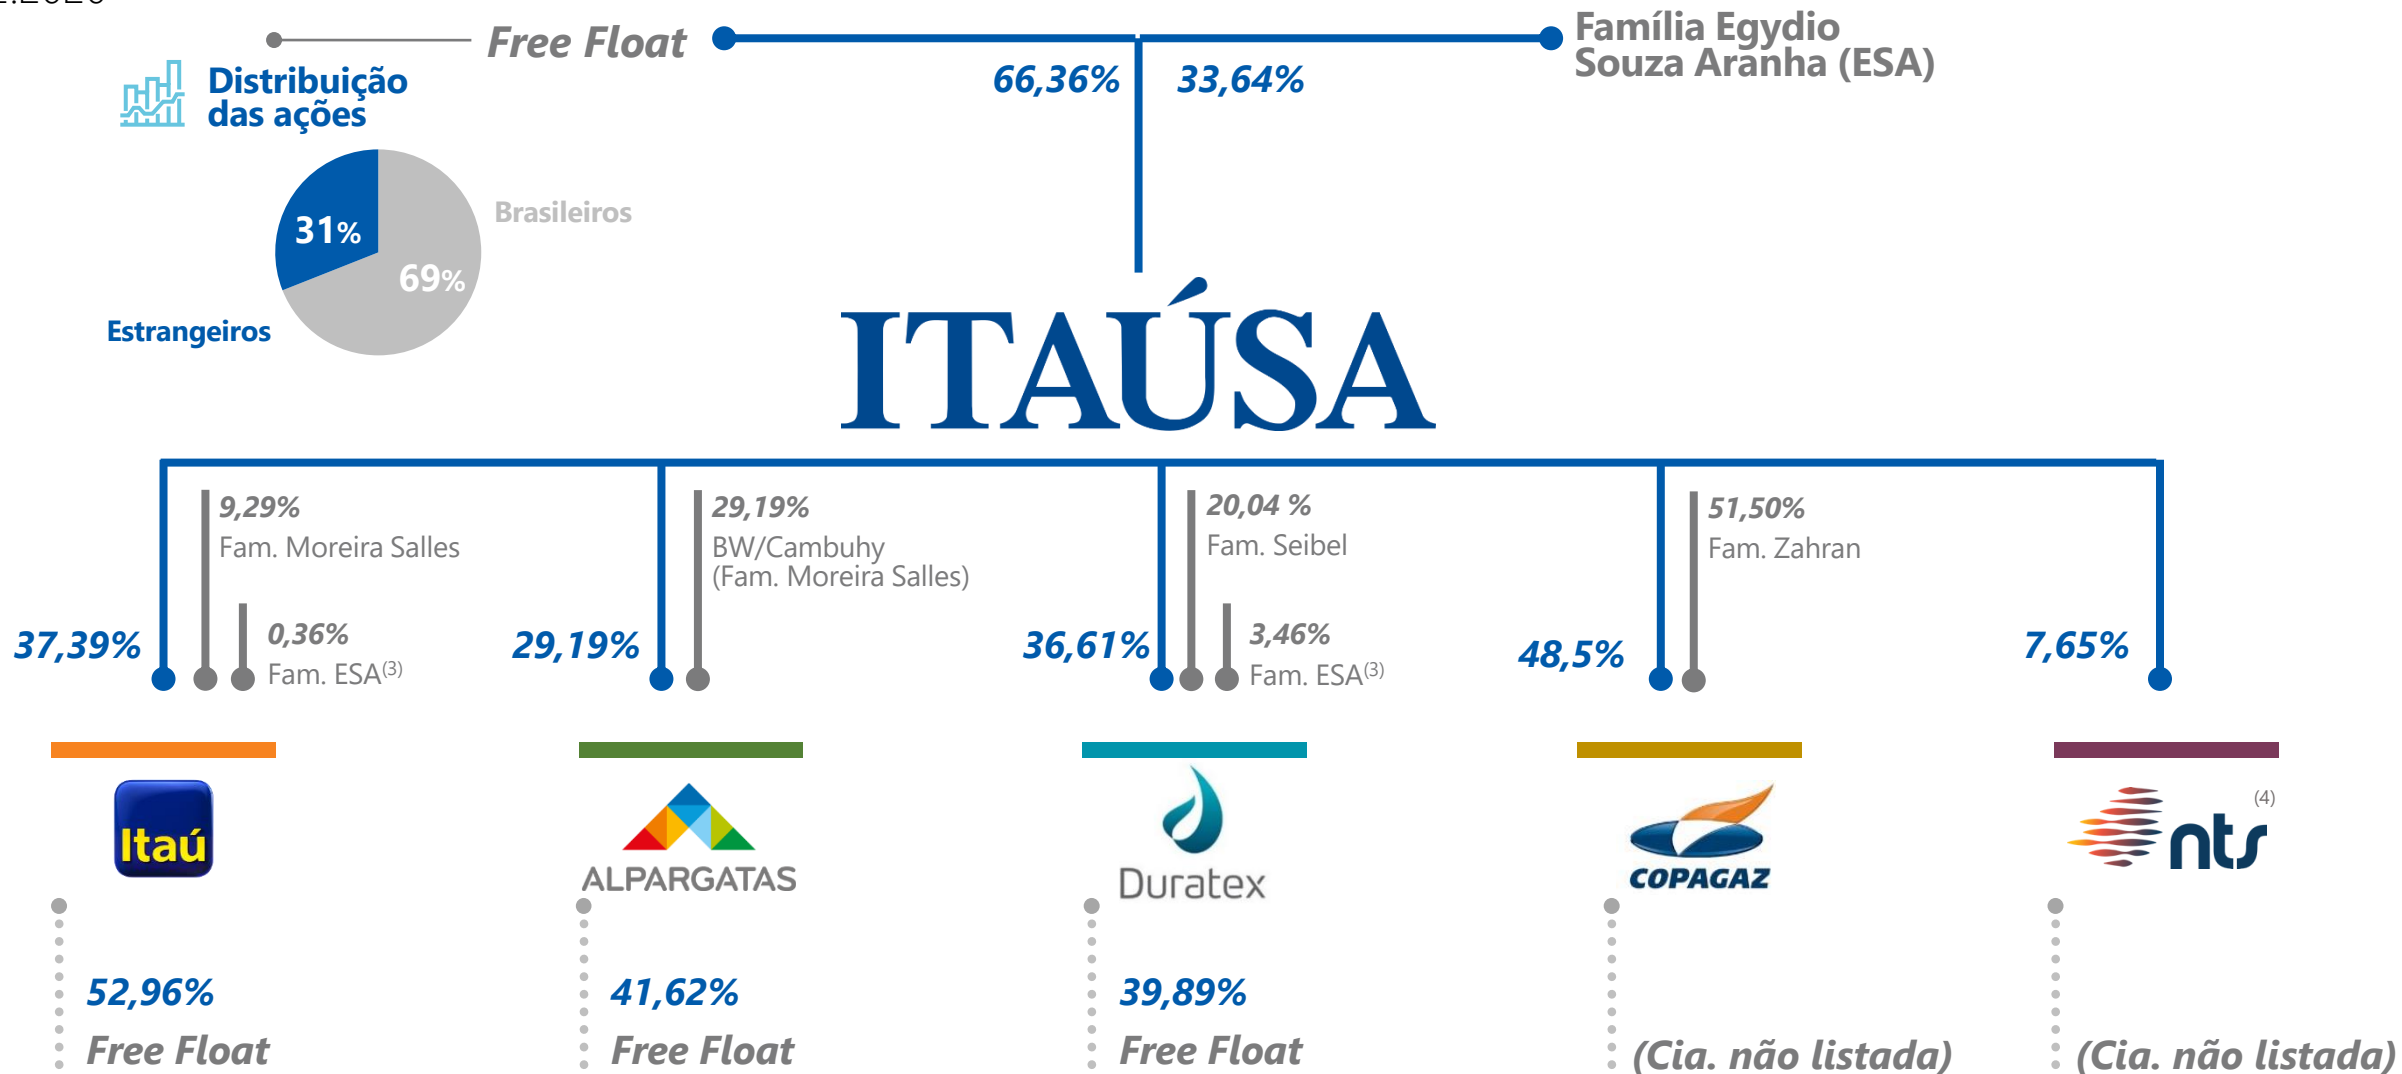 Free Float
Família Egydio
Souza Aranha (ESA)
66,36%
33,64%
Distribuição
das ações
Brasileiros
31%
69%
Estrangeiros
ITAÚSA
9,29%
Fam. Moreira Salles
0,36%
Fam. ESA(3)
37,39%
29,19%
BW/Cambuhy
(Fam. Moreira Salles)
29,19%
20,04 %
Fam. Seibel
3,46%
Fam. ESA(3)
36,61%
51,50%
Fam. Zahran
48,5%
7,65%
Itaú
ALPARGATAS
Duratex
COPAGAZ
nts
(4)
52,96%
Free Float
41,62%
Free Float
39,89%
Free Float
(Cia. não listada)
(Cia. não listada)